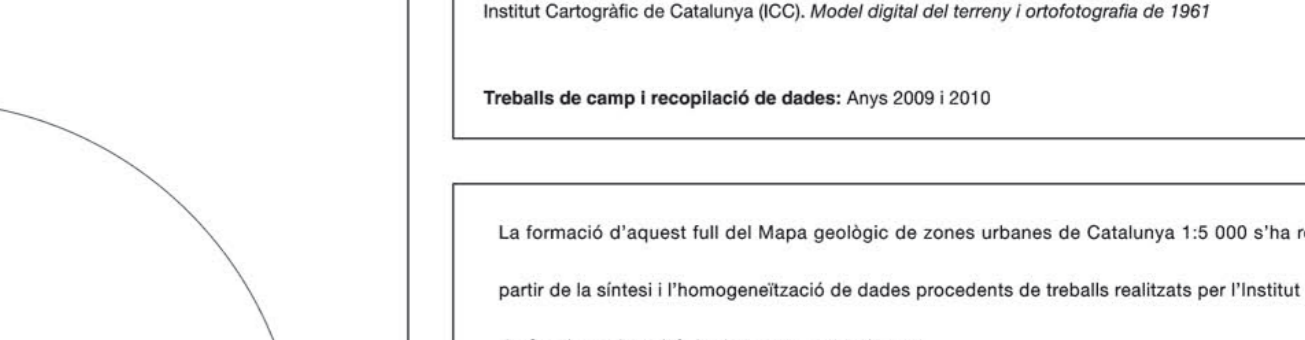 Institut Cartogràfic de Catalunya (ICC). Model digital del terreny i ortofotografia de 1961
Treballs de camp i recopilació de dades: Anys 2009 i 2010
La formació d'aquest full del Mapa geològic de zones urbanes de Catalunya 1:5 000 s'ha
partir de la síntesi i l'homogeneïtzació de dades procedents de treballs realitzats per l'Institut